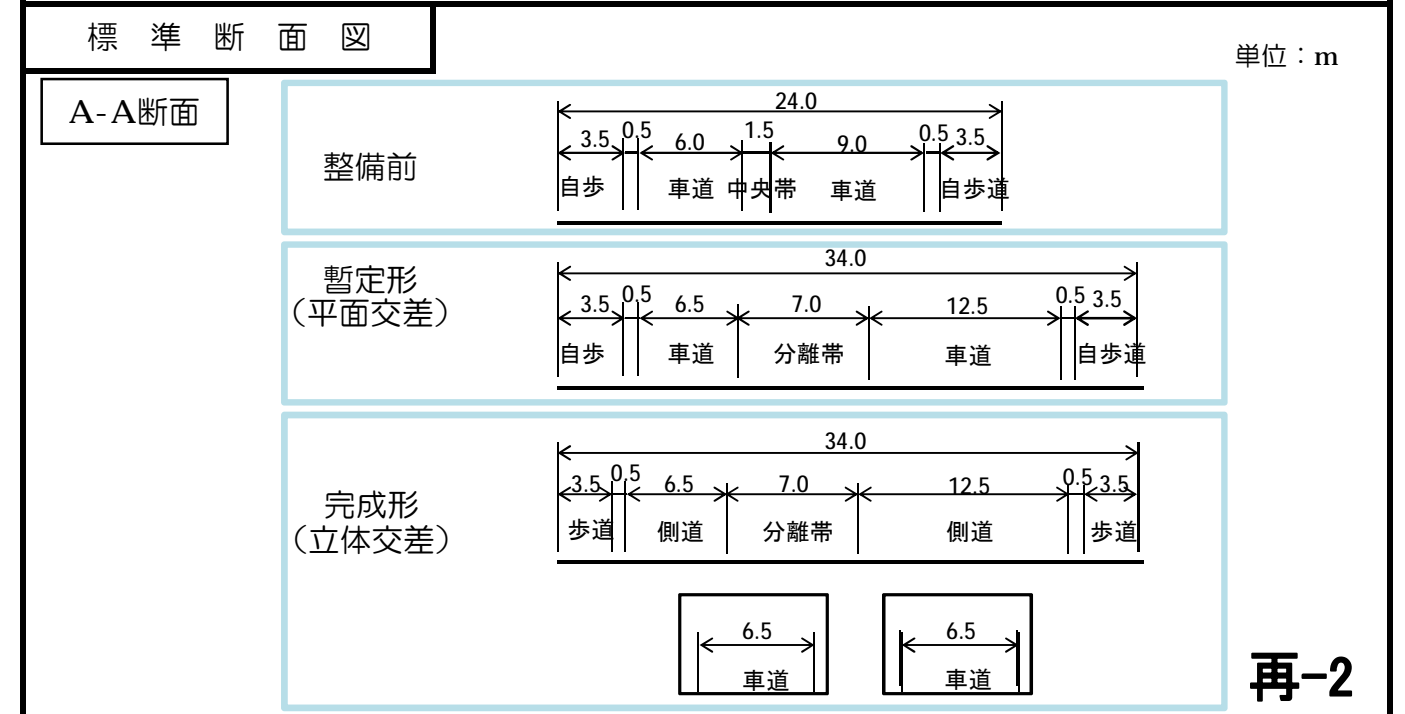 標準断面図
単位：m
A-A断面
整備前
24.0
3.5 0.5 6.0 1.5 9.0 0.5 3.5
自歩 車道 中央帯 車道 自歩道
暫定形
（平面交差）
34.0
3.5 0.5 6.5 7.0 12.5 0.5 3.5
自歩 車道 分離帯 車道 自歩道
完成形
（立体交差）
34.0
3.5 0.5 6.5 7.0 12.5 0.5 3.5
歩道 側道 分離帯 側道 歩道
6.5 6.5
車道 車道
再-2